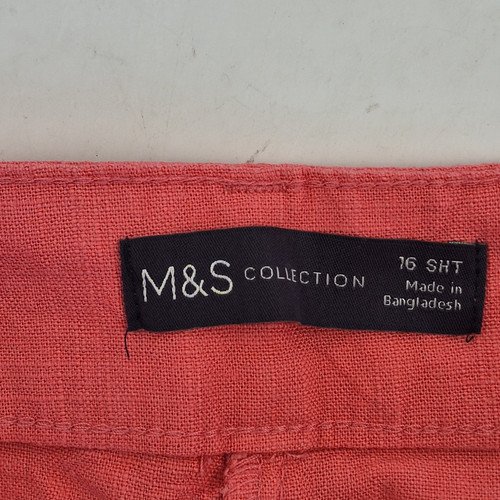 M&S COLLECTION
16 SHT
Made in
Bangladesh